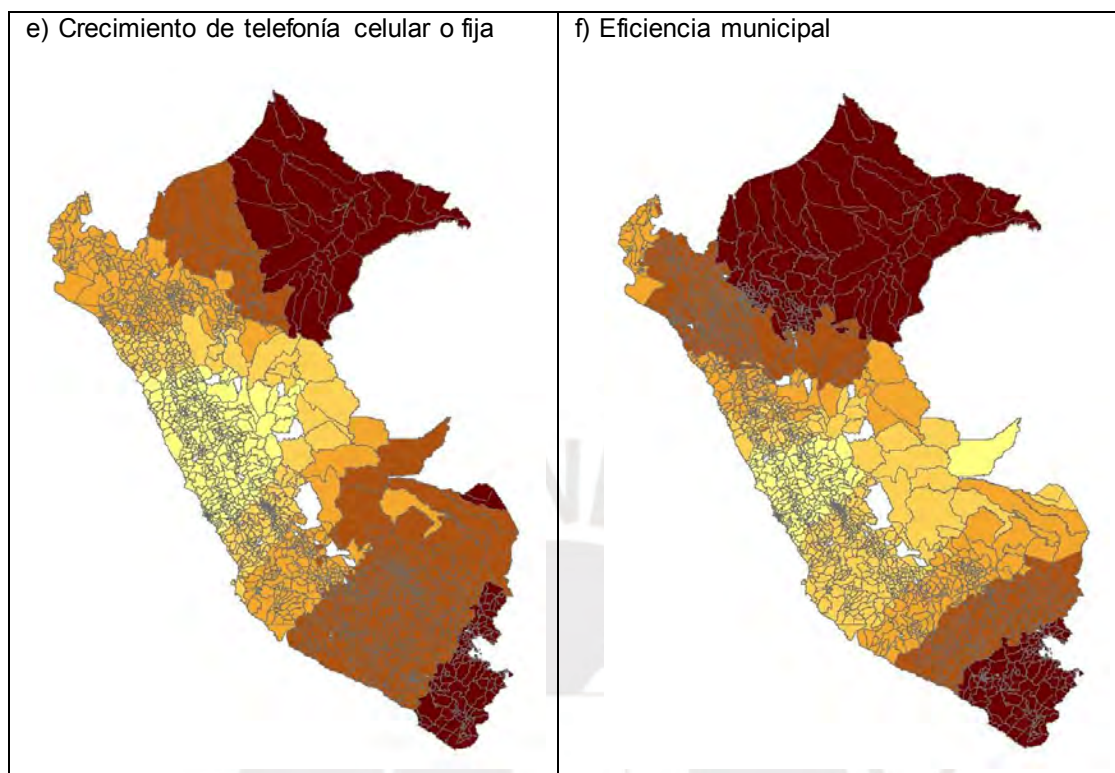 e) Crecimiento de telefonía celular o fija
f) Eficiencia municipal